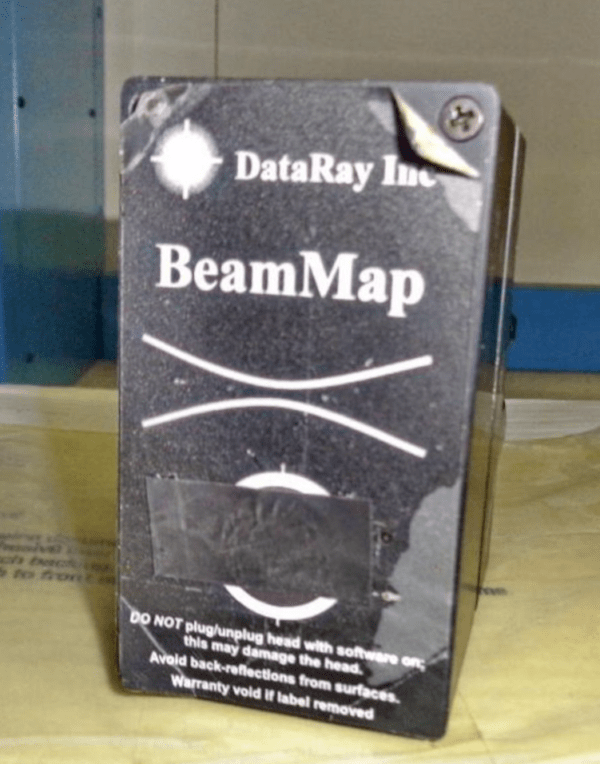 DataRay Inc
BeamMap
DO NOT plug/unplug head with software on;
this may damage the head.
Avoid back-reflections from surfaces.
Warranty void if label removed